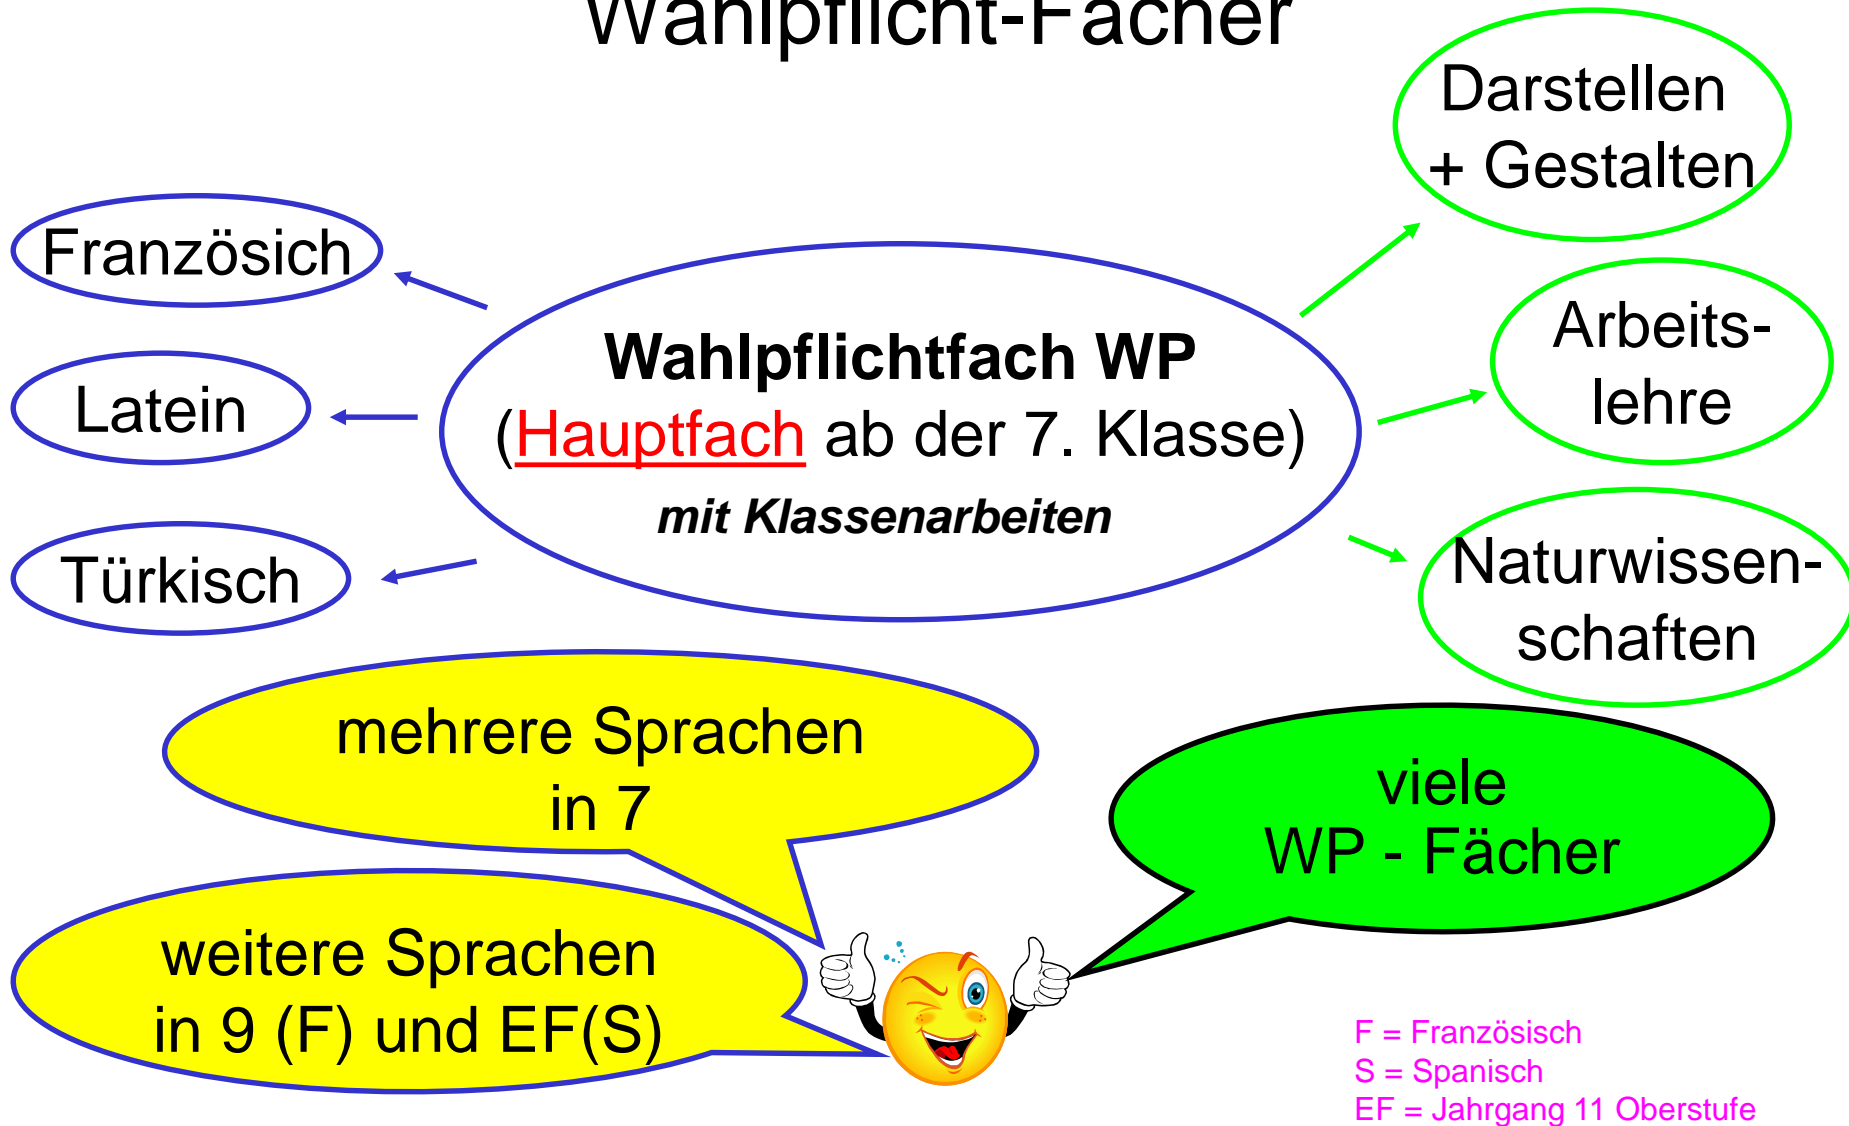 Wahlpflicht-Fächer
Darstellen
+ Gestalten
Französich
Latein
Türkisch
Wahlpflichtfach WP
(Hauptfach ab der 7. Klasse)
mit Klassenarbeiten
Arbeits-
lehre
Naturwissen-
schaften
mehrere Sprachen
in 7
viele
WP - Fächer
weitere Sprachen
in 9 (F) und EF(S)
F = Französisch
S = Spanisch
EF = Jahrgang 11 Oberstufe